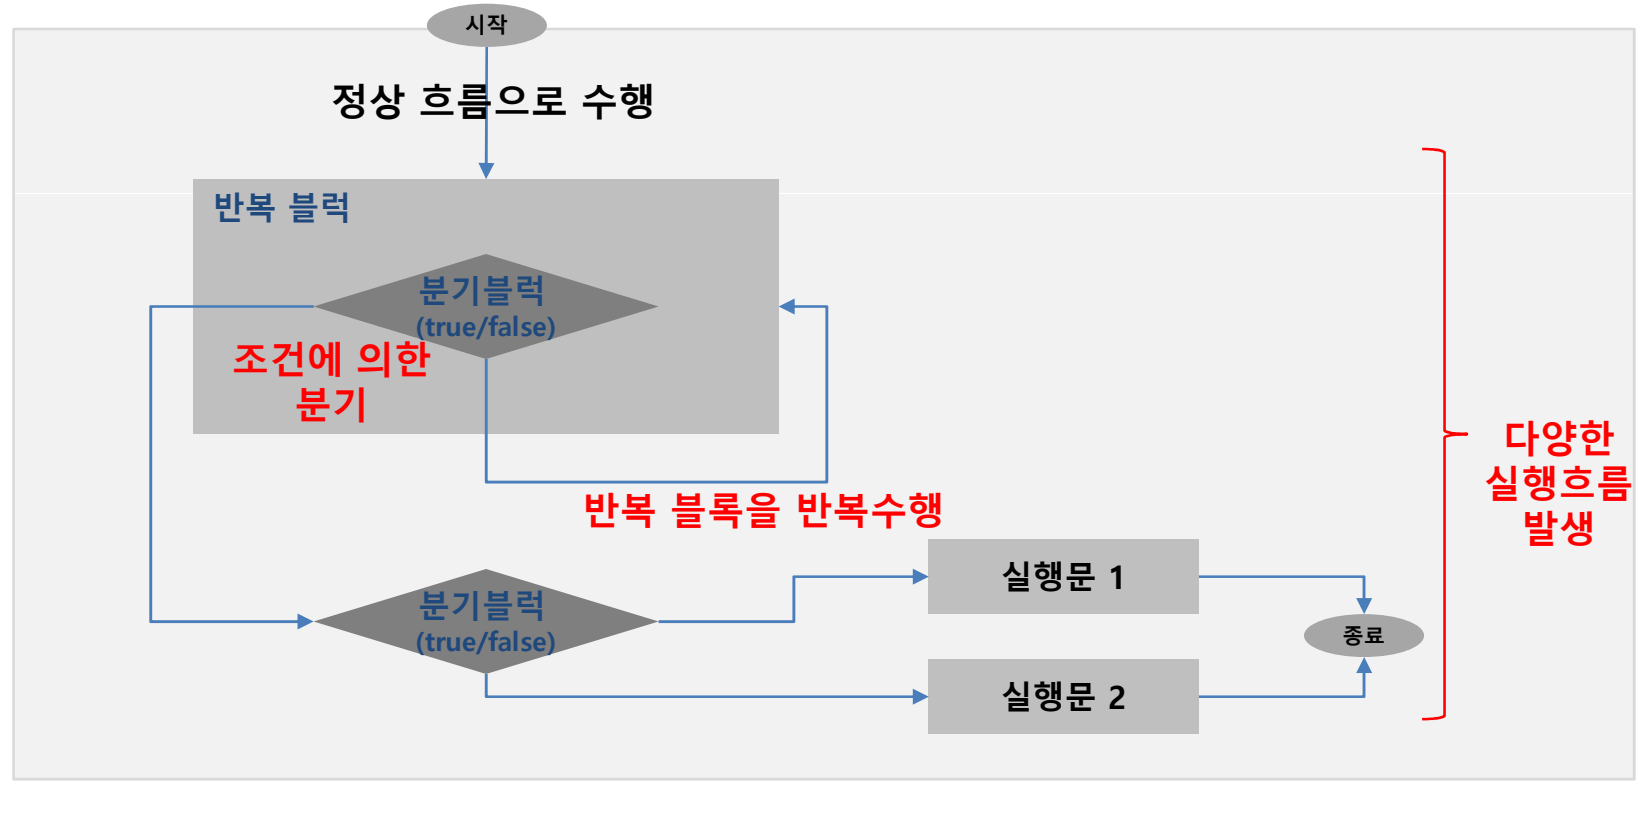 시작
정상 흐름으로 수행
반복 블럭
분기블럭
(true/false)
조건에 의한
분기
반복 블록을 반복수행
다양한
실행흐름
발생
분기블럭
(true/false)
실행문 1
종료
실행문 2